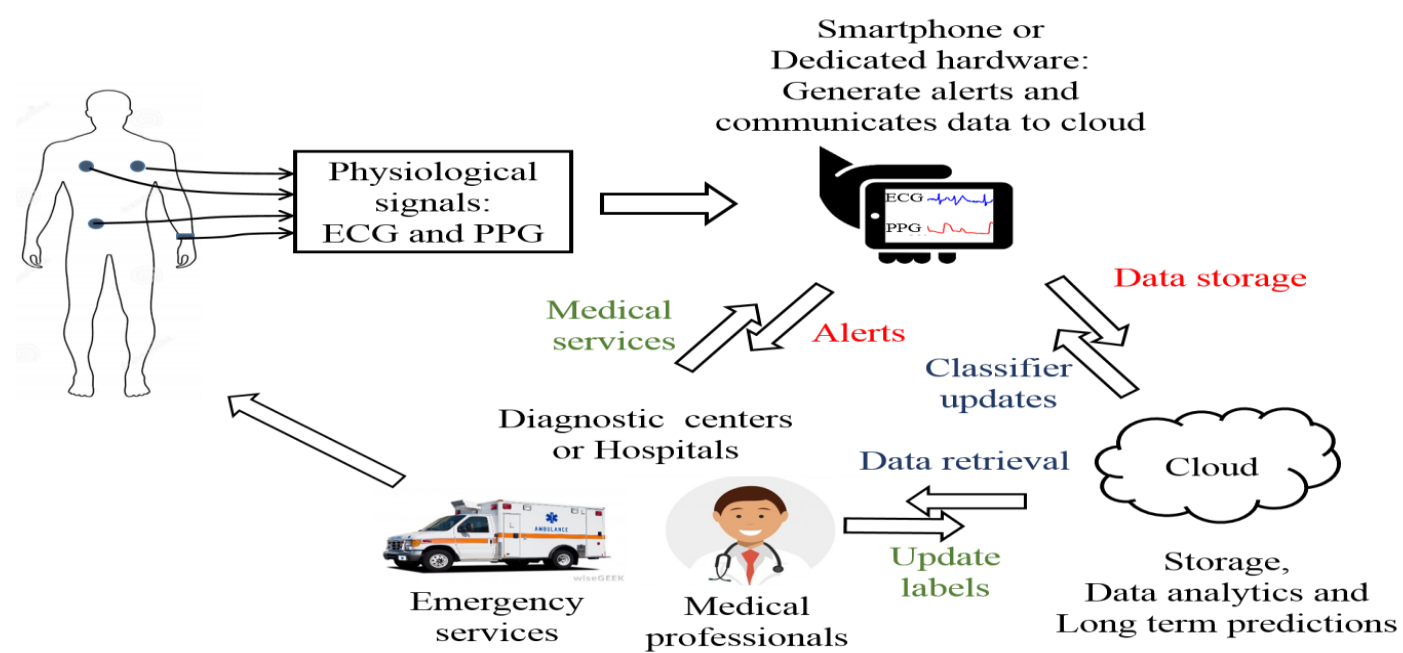 Smartphone or
Dedicated hardware:
Generate alerts and
communicates data to cloud
Physiological
signals:
ECG and PPG
ECG
PPG
Data storage
Medical
services
Alerts
Classifier
updates
Diagnostic centers
or Hospitals
Data retrieval
Cloud
AMBULANCE
wiseGEEK
Update
labels
Storage,
Data analytics and
Long term predictions
Emergency
services
Medical
professionals